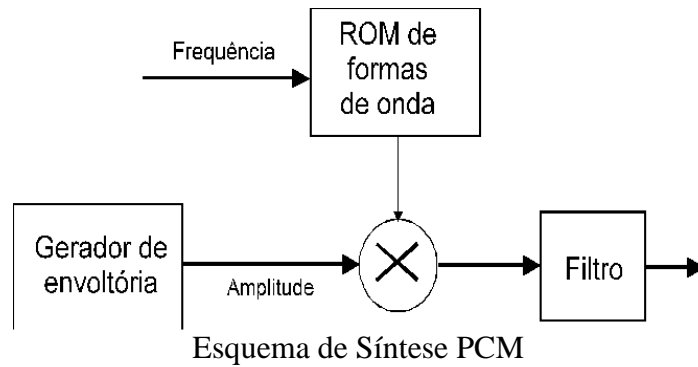 Frequência
ROM de
formas
de onda
Gerador de
envoltória
Amplitude
Filtro
Esquema de Síntese PCM